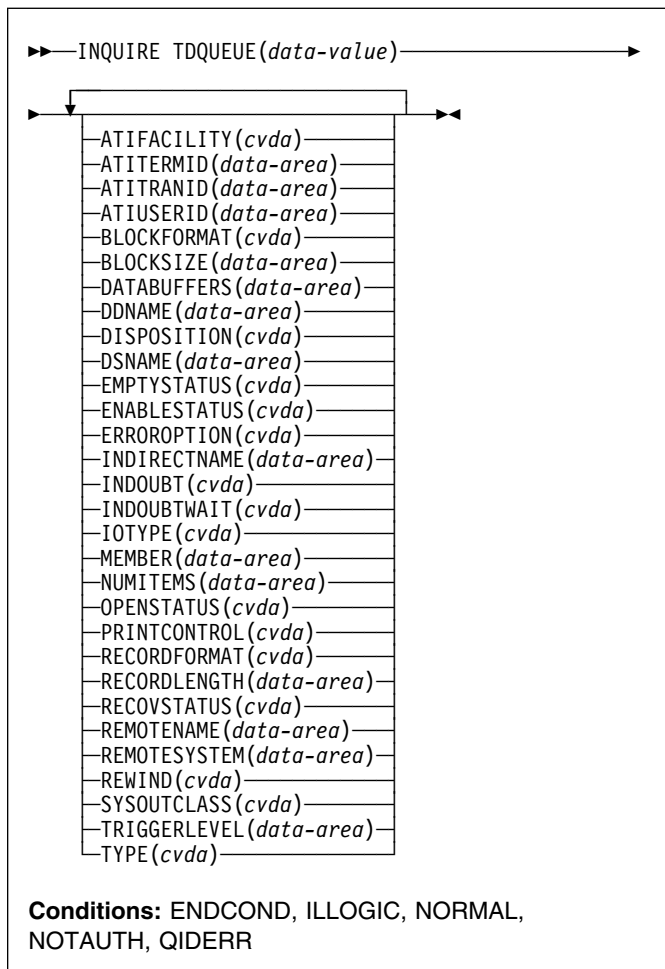 INQUIRE TDQUEUE(data-value)
ATIFACILITY(cvda)
ATITERMID(data-area)
ATITRANID(data-area)
ATIUSERID(data-area)
BLOCKFORMAT(cvda)
BLOCKSIZE(data-area)
DATABUFFERS(data-area)
DDNAME(data-area)
DISPOSITION(cvda)
DSNAME(data-area)
EMPTYSTATUS(cvda)
ENABLESTATUS(cvda)
ERROROPTION(cvda)
INDIRECTNAME(data-area)
INDOUBT(cvda)
INDOUBTWAIT(cvda)
IOTYPE(cvda)
MEMBER(data-area)
NUMITEMS(data-area)
OPENSTATUS(cvda)
PRINTCONTROL(cvda)
RECORDFORMAT(cvda)
RECORDLENGTH(data-area)
RECOVSTATUS(cvda)
REMOTENAME(data-area)
REMOTESYSTEM(data-area)
REWIND(cvda)
SYSOUTCLASS(cvda)
TRIGGERLEVEL(data-area)
TYPE(cvda)
Conditions: ENDCOND, ILLOGIC, NORMAL,
NOTAUTH, QIDERR